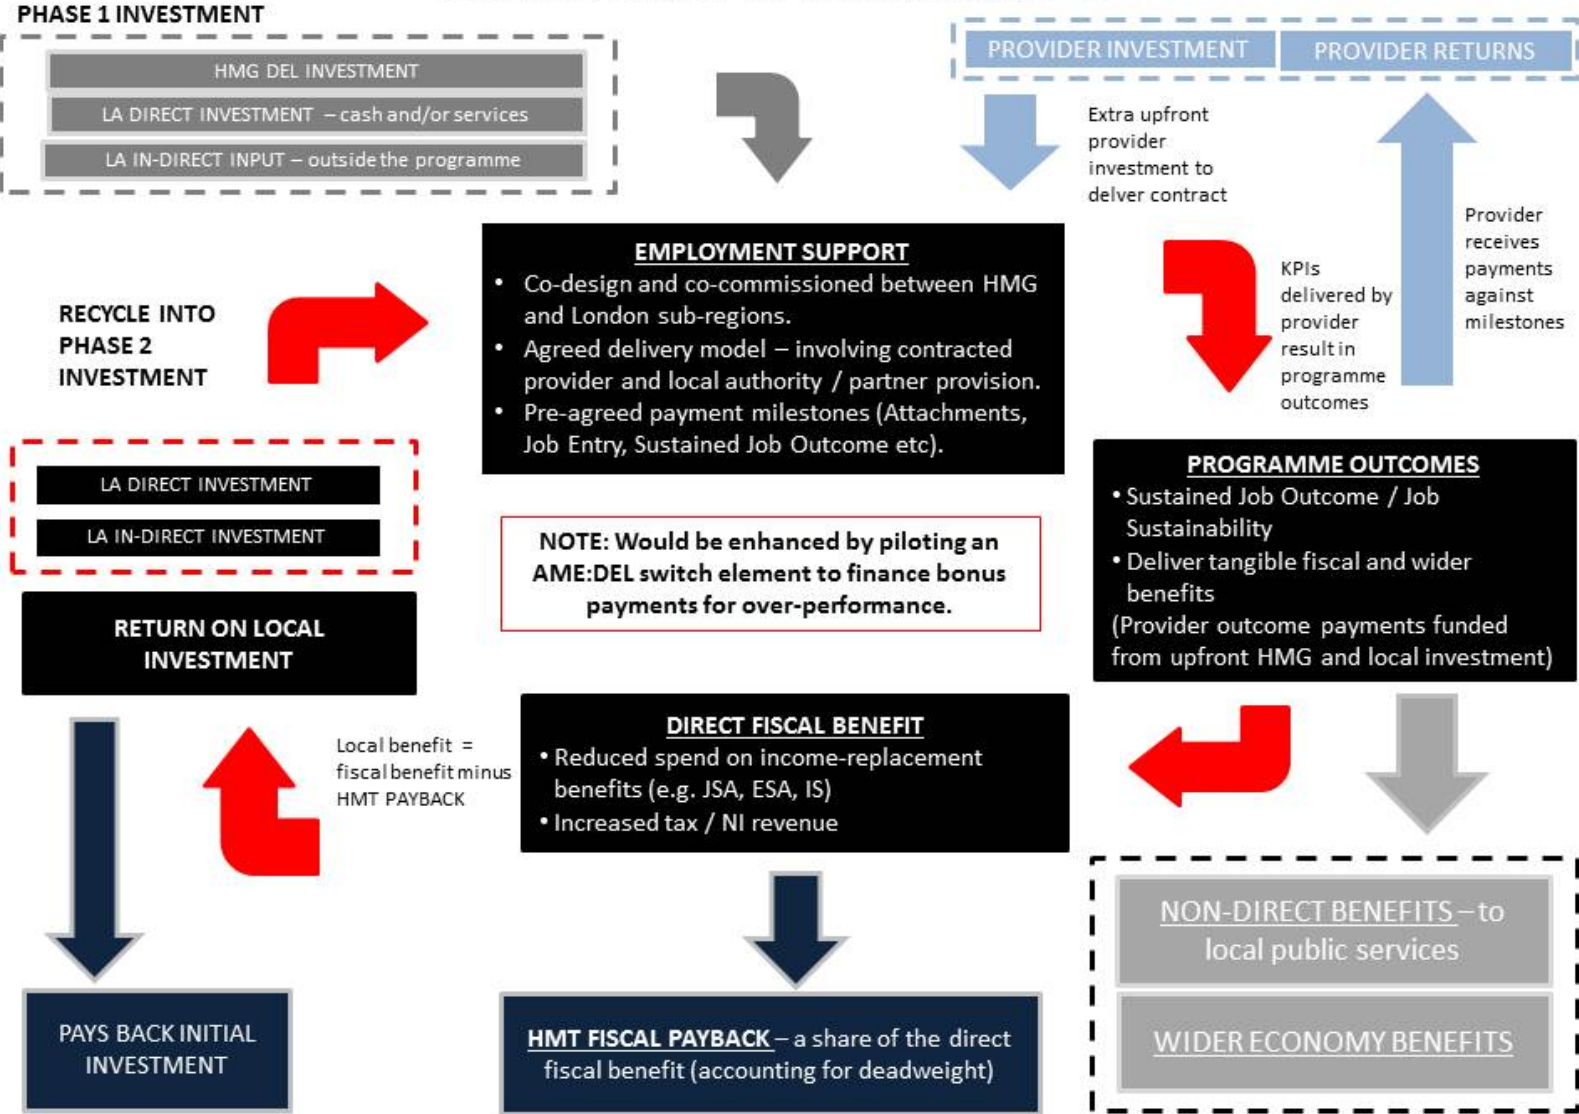 PHASE 1 INVESTMENT
HMG DEL INVESTMENT
LA DIRECT INVESTMENT – cash and/or services
LA IN-DIRECT INPUT – outside the programme
PROVIDER INVESTMENT
PROVIDER RETURNS
Extra upfront
provider
investment to
delver contract
Provider
receives
payments
against
milestones
EMPLOYMENT SUPPORT
• Co-design and co-commissioned between HMG
and London sub-regions.
• Agreed delivery model – involving contracted
provider and local authority / partner provision.
• Pre-agreed payment milestones (Attachments,
Job Entry, Sustained Job Outcome etc).
KPIs
delivered by
provider
result in
programme
outcomes
RECYCLE INTO
PHASE 2
INVESTMENT
LA DIRECT INVESTMENT
LA IN-DIRECT INVESTMENT
RETURN ON LOCAL
INVESTMENT
NOTE: Would be enhanced by piloting an
AME:DEL switch element to finance bonus
payments for over-performance.
PROGRAMME OUTCOMES
• Sustained Job Outcome / Job
Sustainability
• Deliver tangible fiscal and wider
benefits
(Provider outcome payments funded
from upfront HMG and local investment)
Local benefit =
fiscal benefit minus
HMT PAYBACK
DIRECT FISCAL BENEFIT
• Reduced spend on income-replacement
benefits (e.g. JSA, ESA, IS)
• Increased tax / NI revenue
PAYS BACK INITIAL
INVESTMENT
HMT FISCAL PAYBACK – a share of the direct
fiscal benefit (accounting for deadweight)
NON-DIRECT BENEFITS – to
local public services
WIDER ECONOMY BENEFITS